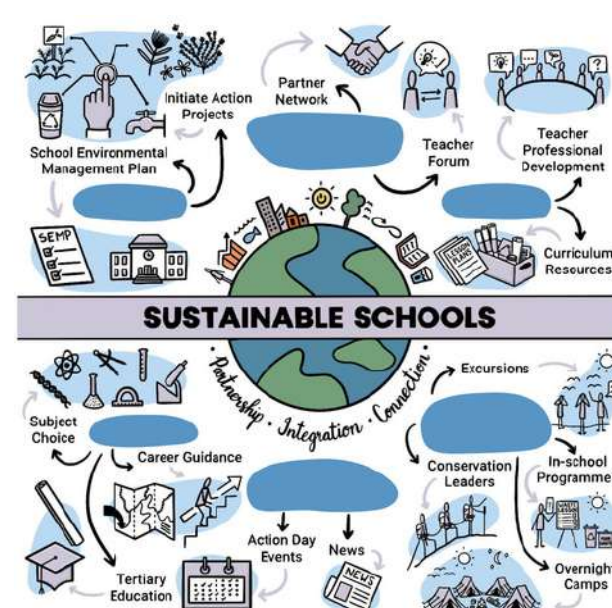 Initiate Action
Projects
School Environmental
Management Plan
SEMP
Partner
Network
Teacher
Forum
?
Teacher
Professional
Development
LESSON
PLANS
Curriculum
Resources
SUSTAINABLE SCHOOLS
• Partnership • Integration • Connection •
Subject
Choice
Career Guidance
Tertiary
Education
Action Day
Events
News
NEWS
Excursions
Conservation
Leaders
In-school
Programme
Overnight
Camps